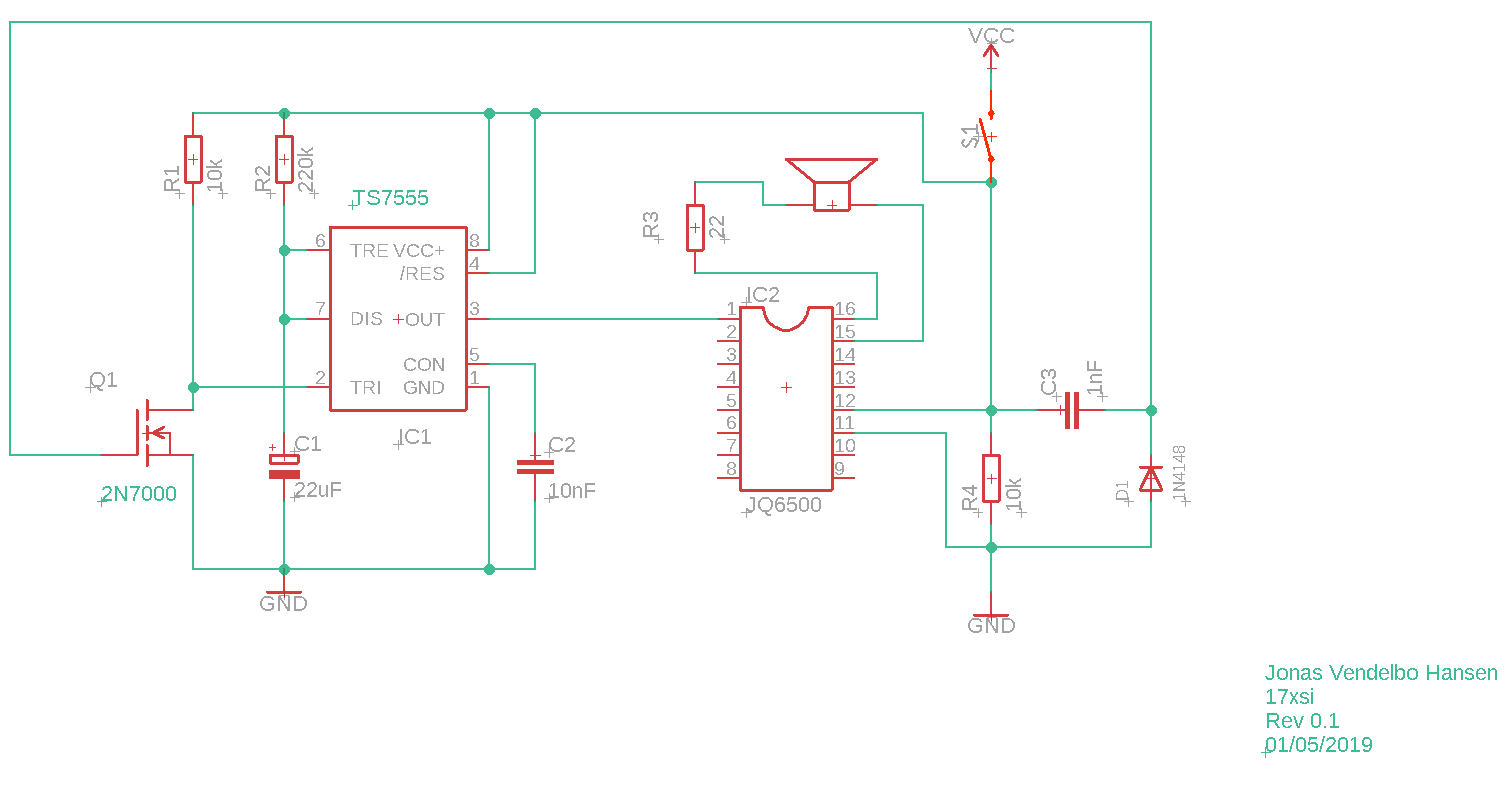 VCC
S1
R1
10k
R2
220k
TS7555
R3
22
6
TRE VCC+
8
/RES
4
7
DIS
OUT
3
CON
5
2
TRI
GND
1
IC1
Q1
2N7000
C1
22uF
C2
10nF
GND
IC2
1
16
2
15
3
14
4
13
5
12
6
11
7
10
8
9
JQ6500
C3
1nF
R4
10k
D1
1N4148
GND
Jonas Vendelbo Hansen
17xsi
Rev 0.1
01/05/2019